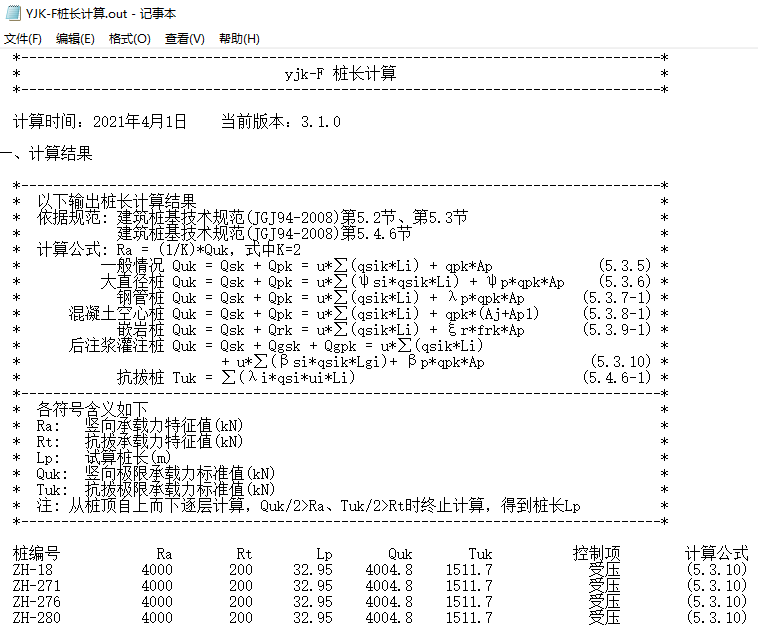 YJK-F桩长计算.out - 记事本
文件(F) 编辑(E) 格式(O) 查看(V) 帮助(H)
*--------------------------------------------------------------------------------*
* yjk-F 桩长计算 *
*--------------------------------------------------------------------------------*
计算时间: 2021年4月1日 当前版本: 3.1.0
一、计算结果
*--------------------------------------------------------------------------------*
* 以下输出桩长计算结果 *
* 依据规范: 建筑桩基技术规范(JGJ94-2008)第5.2节、第5.3节 *
* 建筑桩基技术规范(JGJ94-2008)第5.4.6节 *
* 计算公式: Ra = (1/K)*Quk, 式中K=2 *
* 一般情况 Quk = Qsk + Qpk = u*∑(qsik*Li) + qpk*Ap (5.3.5) *
* 大直径桩 Quk = Qsk + Qpk = u*∑(ψsi*qsik*Li) + ψp*qpk*Ap (5.3.6) *
* 钢管桩 Quk = Qsk + Qpk = u*∑(qsik*Li) + λp*qpk*Ap (5.3.7-1) *
* 混凝土空心桩 Quk = Qsk + Qpk = u*∑(qsik*Li) + qpk*(Aj+Apl) (5.3.8-1) *
* 嵌岩桩 Quk = Qsk + Qrk = u*∑(qsik*Li) + ξr*frk*Ap (5.3.9-1) *
* 后注浆灌注桩 Quk = Qsk + Qgsk + Qgpk = u*∑(qsik*Li) *
* + u*∑(βsi*qsik*Lgi)+ βp*qpk*Ap (5.3.10) *
* 抗拔桩 Tuk = ∑(λi*qsi*ui*Li) (5.4.6-1) *
*--------------------------------------------------------------------------------*
* 各符号含义如下 *
* Ra: 竖向承载力特征值(kN) *
* Rt: 抗拔承载力特征值(kN) *
* Lp: 试算桩长(m) *
* Quk: 竖向极限承载力标准值(kN) *
* Tuk: 抗拔极限承载力标准值(kN) *
* 注: 从桩顶自上而下逐层计算, Quk/2>Ra、Tuk/2>Rt时终止计算, 得到桩长Lp *
*--------------------------------------------------------------------------------*
桩编号 Ra Rt Lp Quk Tuk 控制项 计算公式
ZH-18 4000 200 32.95 4004.8 1511.7 受压 (5.3.10)
ZH-271 4000 200 32.95 4004.8 1511.7 受压 (5.3.10)
ZH-276 4000 200 32.95 4004.8 1511.7 受压 (5.3.10)
ZH-280 4000 200 32.95 4004.8 1511.7 受压 (5.3.10)